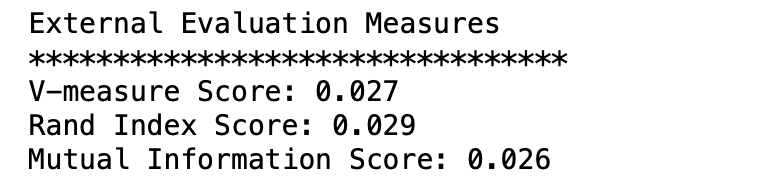 External Evaluation Measures
********************************
V-measure Score: 0.027
Rand Index Score: 0.029
Mutual Information Score: 0.026